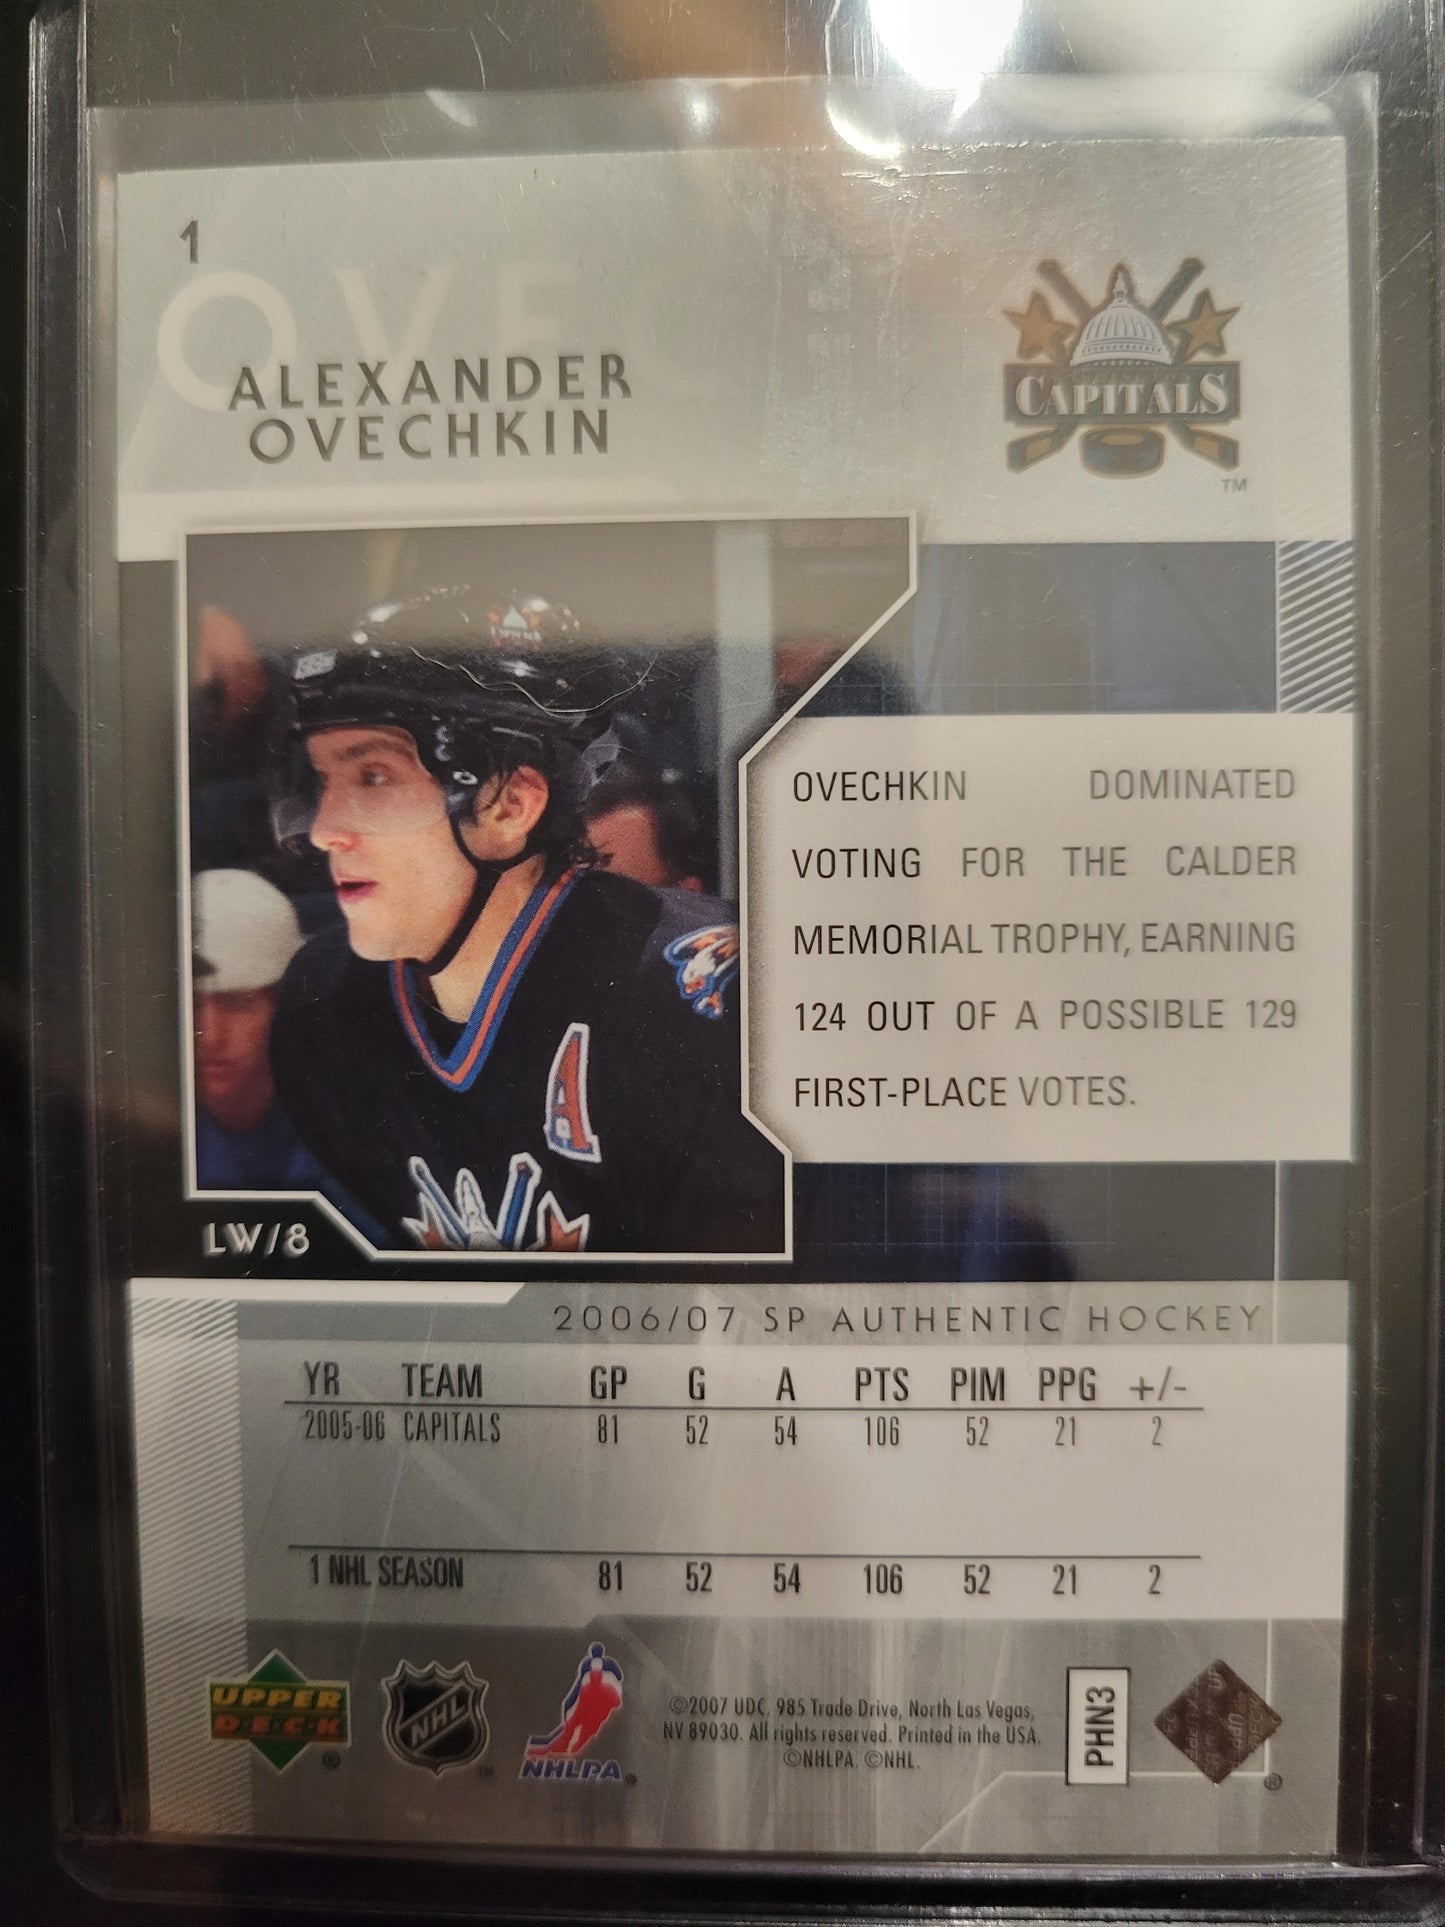 1
OVE
ALEXANDER
OVECHKIN
CAPITALS
TM
OVECHKIN DOMINATED
VOTING FOR THE CALDER
MEMORIAL TROPHY, EARNING
124 OUT OF A POSSIBLE 129
FIRST-PLACE VOTES.
A
LW/8
2006/07 SP AUTHENTIC HOCKEY
YR TEAM GP G A PTS PIM PPG +/-
2005-06 CAPITALS 81 52 54 106 52 21 2
1 NHL SEASON 81 52 54 106 52 21 2
UPPER
DECK
®
NHL
TM
NHLPA
©2007 UDC. 985 Trade Drive, North Las Vegas,
NV 89030. All rights reserved. Printed in the USA.
©NHLPA. ©NHL.
PHN3
®